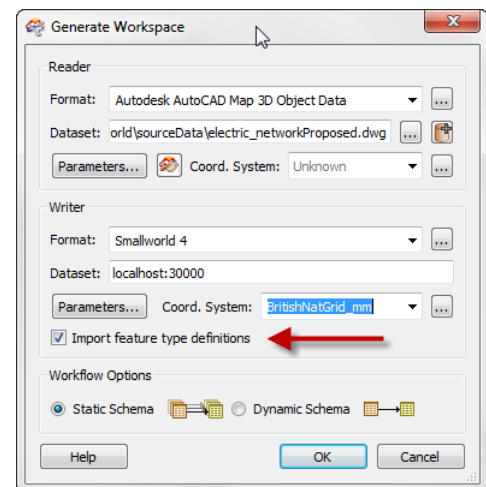 Generate Workspace
Reader
Format: Autodesk AutoCAD Map 3D Object Data
Dataset: orld\sourceData\electric_networkProposed.dwg
Parameters... Coord. System: Unknown
Writer
Format: Smallworld 4
Dataset: localhost:30000
Parameters... Coord. System: BritishNatGrid_mm
Import feature type definitions
Workflow Options
Static Schema Dynamic Schema
Help OK Cancel